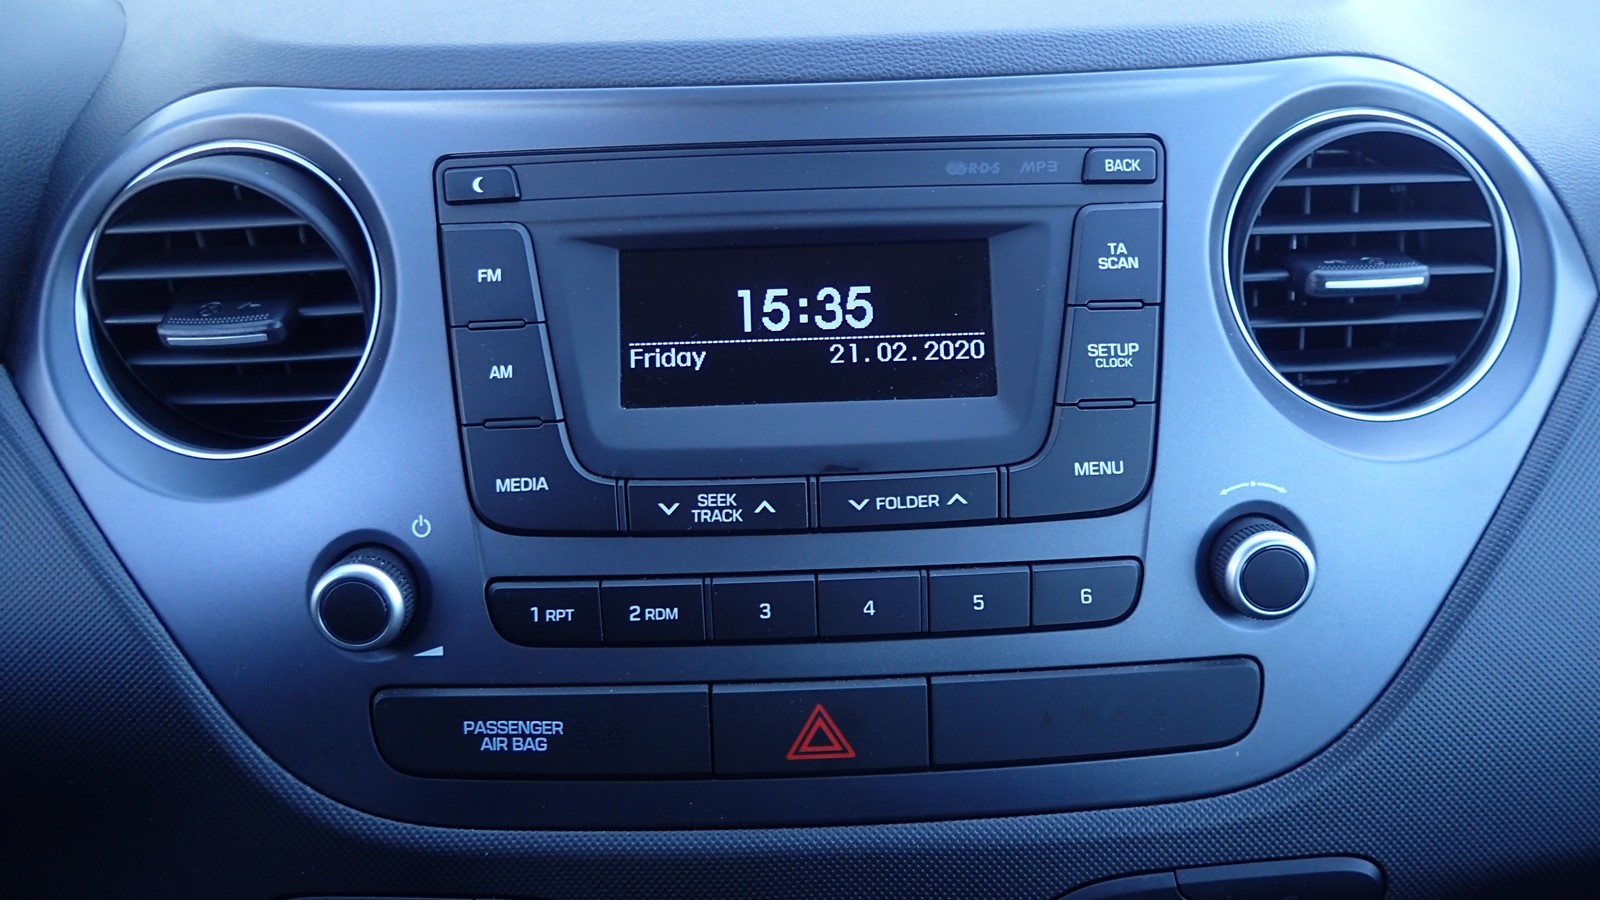 R·D·S MP3 BACK
FM
TA
SCAN
15:35
Friday 21.02.2020
AM
SETUP
CLOCK
MEDIA
MENU
SEEK
TRACK
FOLDER
1 RPT
2 RDM
3
4
5
6
PASSENGER
AIR BAG